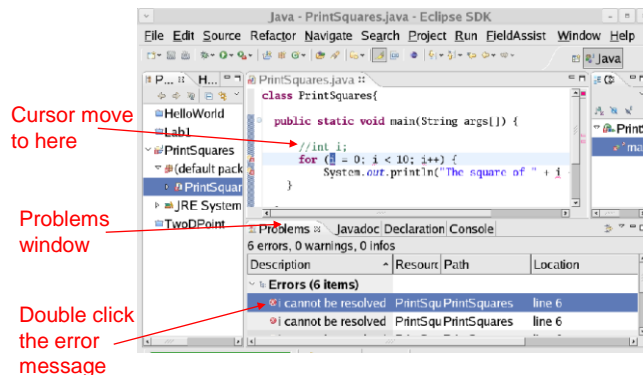 Java - PrintSquares.java - Eclipse SDK
File Edit Source Refactor Navigate Search Project Run FieldAssist Window Help
Java
P... H...
PrintSquares.java
HelloWorld
Lab1
PrintSquares
(default pack
PrintSquar
JRE System
TwoDPoint
class PrintSquares{
public static void main(String args[]) {
//int i;
for (i = 0; i < 10; i++) {
System.out.println("The square of " + i
}
Print
ma
Problems Javadoc Declaration Console
6 errors, 0 warnings, 0 infos
Description Resourc Path Location
Errors (6 items)
i cannot be resolved PrintSqu PrintSquares line 6
i cannot be resolved PrintSqu PrintSquares line 6
Cursor move
to here
Problems
window
Double click
the error
message